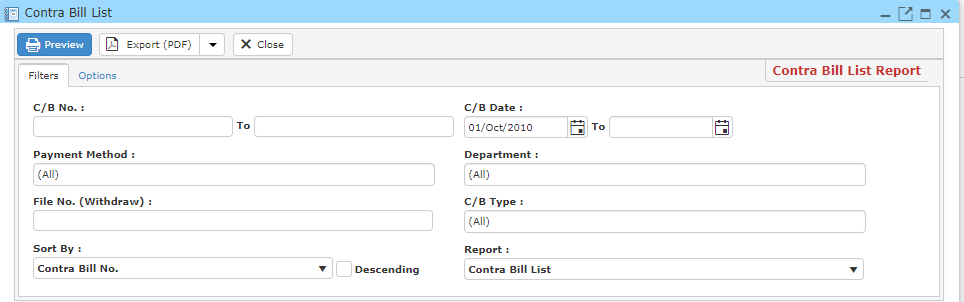 Contra Bill List
Preview Export (PDF) Close
Contra Bill List Report
Filters Options
C/B No. : C/B Date :
To 01/Oct/2010 To
Payment Method : Department :
(All) (All)
File No. (Withdraw) : C/B Type :
(All)
Sort By : Report :
Contra Bill No. Descending Contra Bill List